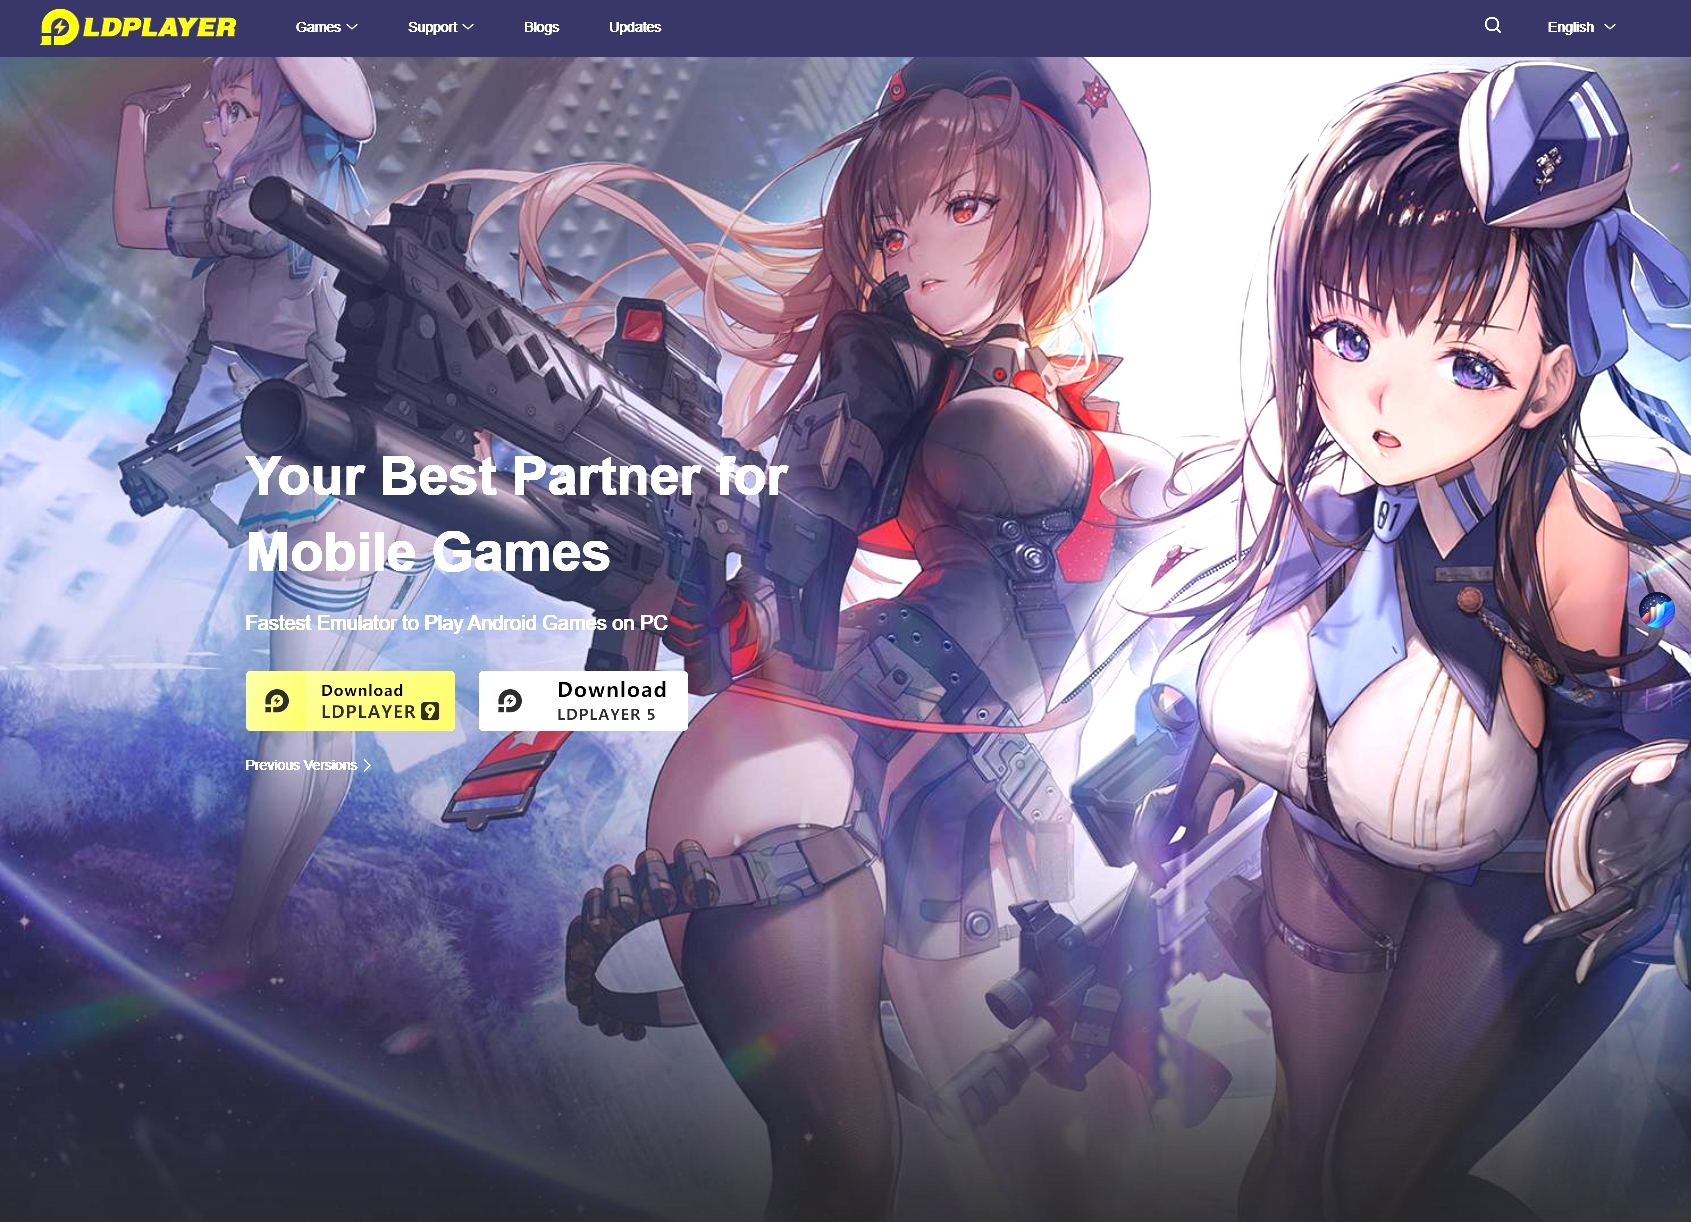 LDPLAYER
Games
Support
Blogs
Updates
English
Your Best Partner for
Mobile Games
Fastest Emulator to Play Android Games on PC
Download
LDPLAYER 9
Download
LDPLAYER 5
Previous Versions
01